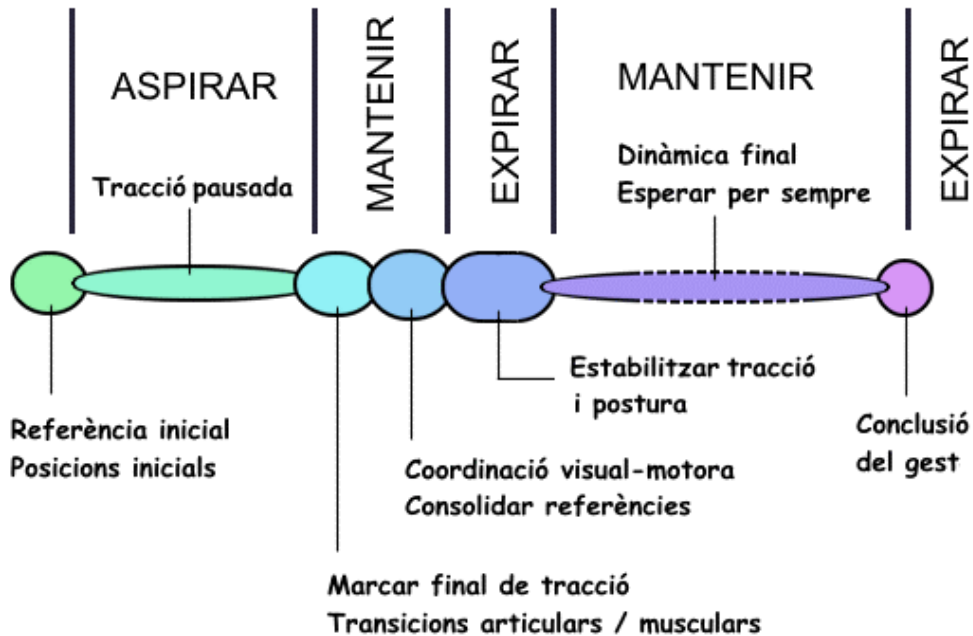 ASPIRAR
MANTENIR
EXPIRAR
MANTENIR
EXPIRAR
Tracció pausada
Dinàmica final
Esperar per sempre
Referència inicial
Posicions inicials
Estabilitzar tracció
i postura
Coordinació visual-motora
Consolidar referències
Conclusió
del gest
Marcar final de tracció
Transicions articulars / musculars